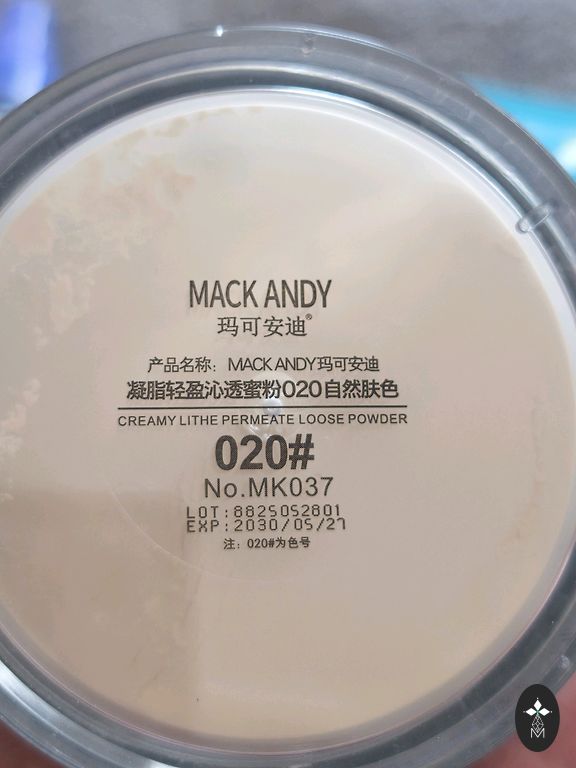 MACK ANDY
玛可安迪®
产品名称：MACK ANDY玛可安迪
凝脂轻盈沁透蜜粉020自然肤色
CREAMY LITHE PERMEATE LOOSE POWDER
020#
No.MK037
LOT:8825052801
EXP:2030/05/27
注：020#为色号
M